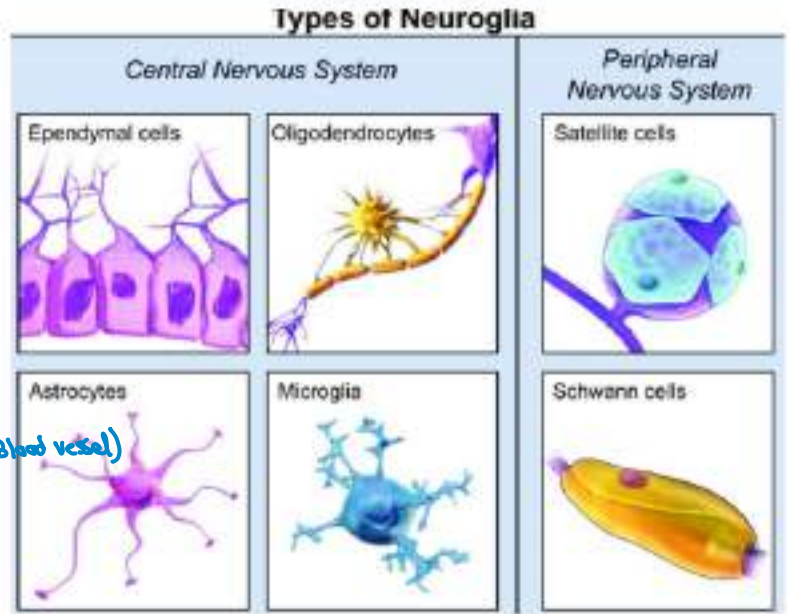 Types of Neuroglia
Central Nervous System
Peripheral
Nervous System
Ependymal cells
Oligodendrocytes
Satellite cells
Astrocytes
Microglia
Schwann cells
Blood vessel)